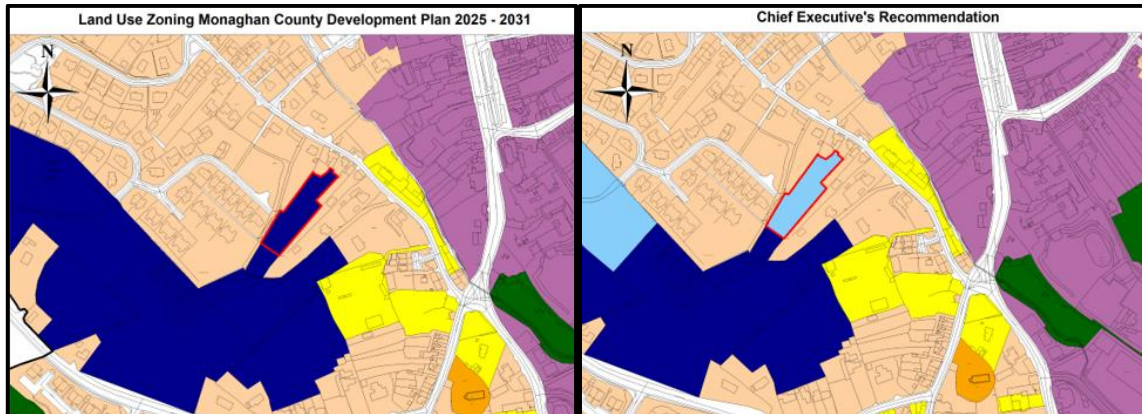 Land Use Zoning Monaghan County Development Plan 2025 - 2031
N
Chief Executive's Recommendation
N